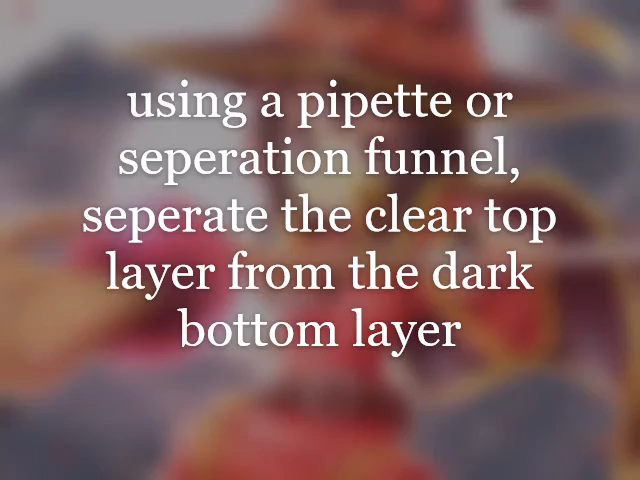 using a pipette or
seperation funnel,
seperate the clear top
layer from the dark
bottom layer